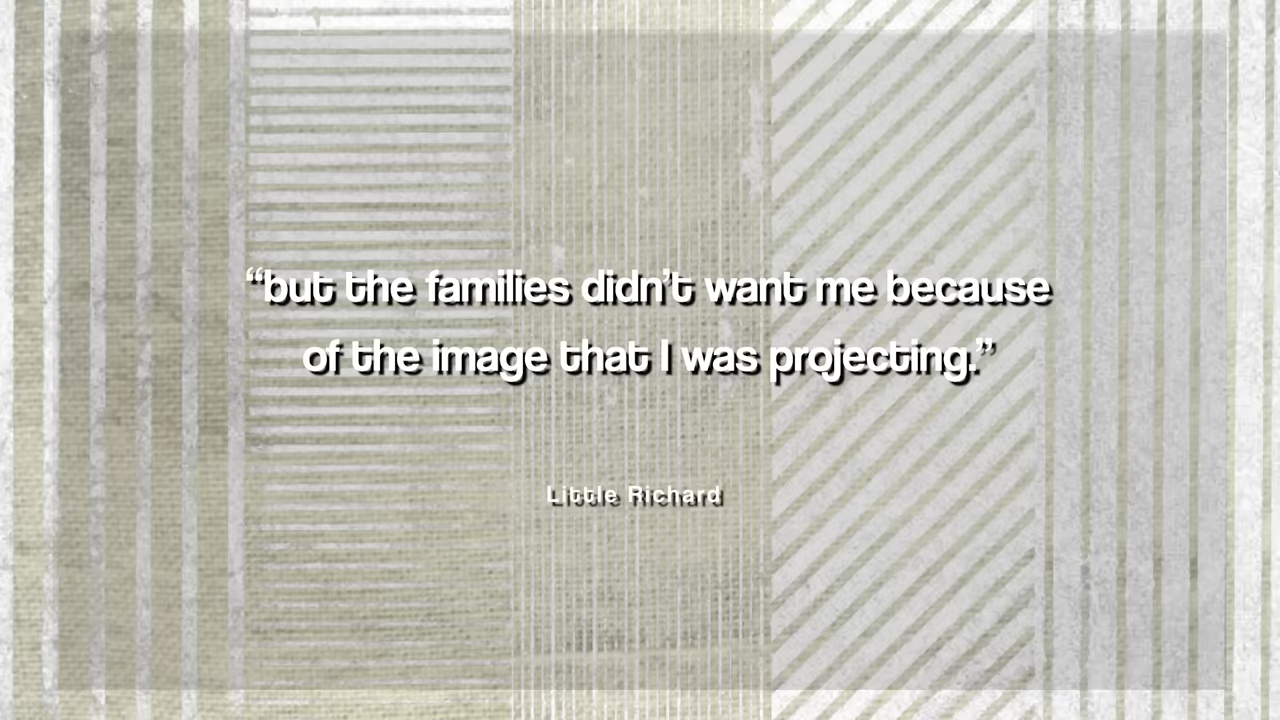 “but the families didn’t want me because
of the image that I was projecting.”
Little Richard